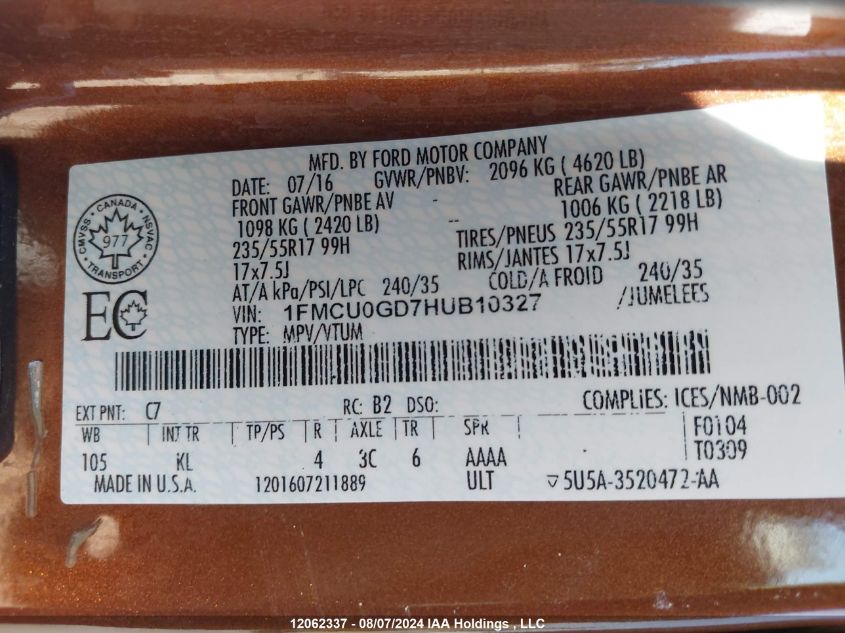 MFD. BY FORD MOTOR COMPANY
DATE: 07/16 GVWR/PNBV: 2096 KG ( 4620 LB)
FRONT GAWR/PNBE AV - REAR GAWR/PNBE AR
1098 KG ( 2420 LB) -- 1006 KG ( 2218 LB)
235/55R17 99H TIRES/PNEUS 235/55R17 99H
17x7.5J RIMS/JANTES 17x7.5J
AT/A kPa/PSI/LPC 240/35 COLD/A FROID 240/35
VIN: 1FMCU0GD7HUB10327 /JUMELEES
TYPE: MPV/VTUM
CANADA
CMVSS NSVAC
977
TRANSPORT
EC
EXT PNT: C7 RC: B2 DSO: COMPLIES: ICES/NMB-002
WB INT TR TP/PS R AXLE TR SPR F0104
105 KL 4 3C 6 AAAA T0309
MADE IN U.S.A. 1201607211889 ULT ▽5U5A-3520472-AA
12062337 - 08/07/2024 IAA Holdings , LLC